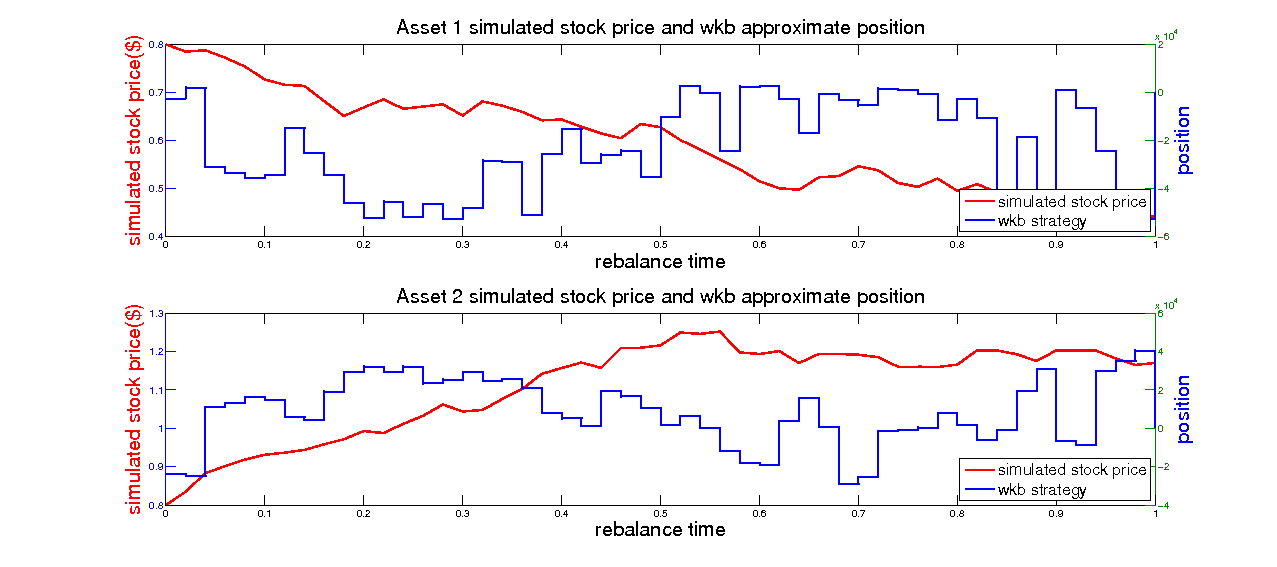 Asset 1 simulated stock price and wkb approximate position
x 10^4
0.8 2
0.7 0
0.6 -2
0.5 -4
0.4 -6
simulated stock price($)
position
simulated stock price
wkb strategy
0 0.1 0.2 0.3 0.4 0.5 0.6 0.7 0.8 0.9 1
rebalance time
Asset 2 simulated stock price and wkb approximate position
x 10^4
1.3 6
1.2 4
1.1 2
1 0
0.9 -2
0.8 -4
simulated stock price($)
position
simulated stock price
wkb strategy
0 0.1 0.2 0.3 0.4 0.5 0.6 0.7 0.8 0.9 1
rebalance time